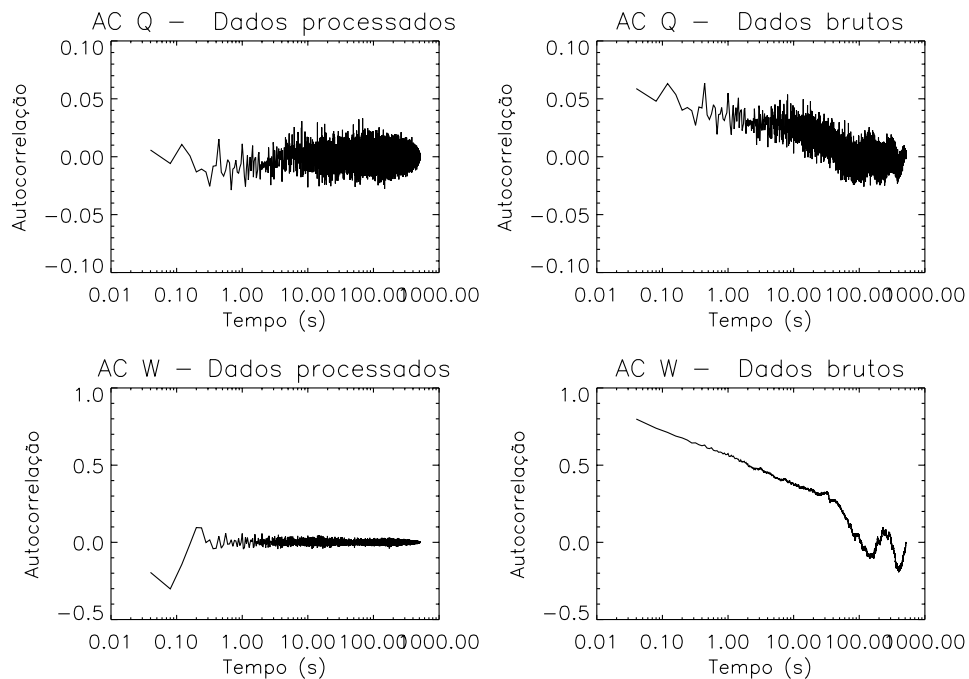 AC Q − Dados processados
0.10
0.05
0.00
−0.05
−0.10
Autocorrelação
0.01 0.10 1.00 10.00 100.00 1000.00
Tempo (s)
AC Q − Dados brutos
0.10
0.05
0.00
−0.05
−0.10
Autocorrelação
0.01 0.10 1.00 10.00 100.00 1000.00
Tempo (s)
AC W − Dados processados
1.0
0.5
0.0
−0.5
Autocorrelação
0.01 0.10 1.00 10.00 100.00 1000.00
Tempo (s)
AC W − Dados brutos
1.0
0.5
0.0
−0.5
Autocorrelação
0.01 0.10 1.00 10.00 100.00 1000.00
Tempo (s)